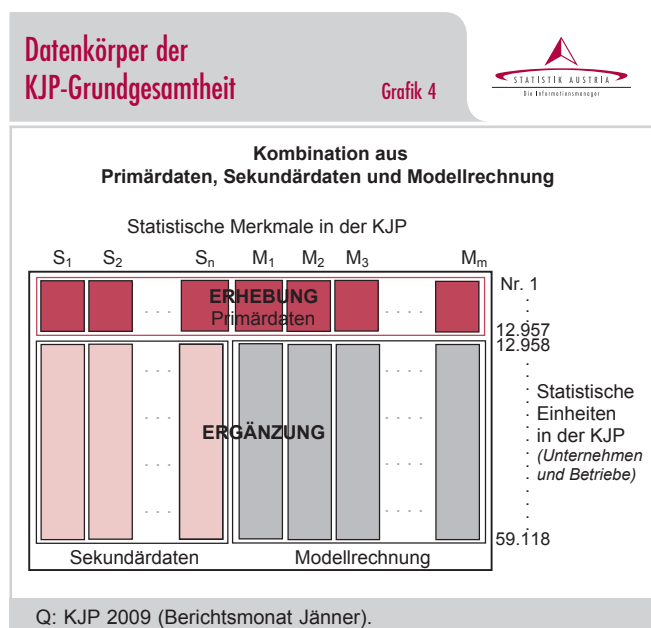 Datenkörper der
KJP-Grundgesamtheit
Grafik 4
STATISTIK AUSTRIA
Die Informationsmanager
Kombination aus
Primärdaten, Sekundärdaten und Modellrechnung
Statistische Merkmale in der KJP
S1 S2 Sn M1 M2 M3 Mm
Nr. 1
ERHEBUNG
Primärdaten
12.957
12.958
Statistische
Einheiten
in der KJP
(Unternehmen
und Betriebe)
ERGÄNZUNG
59.118
Sekundärdaten Modellrechnung
Q: KJP 2009 (Berichtsmonat Jänner).